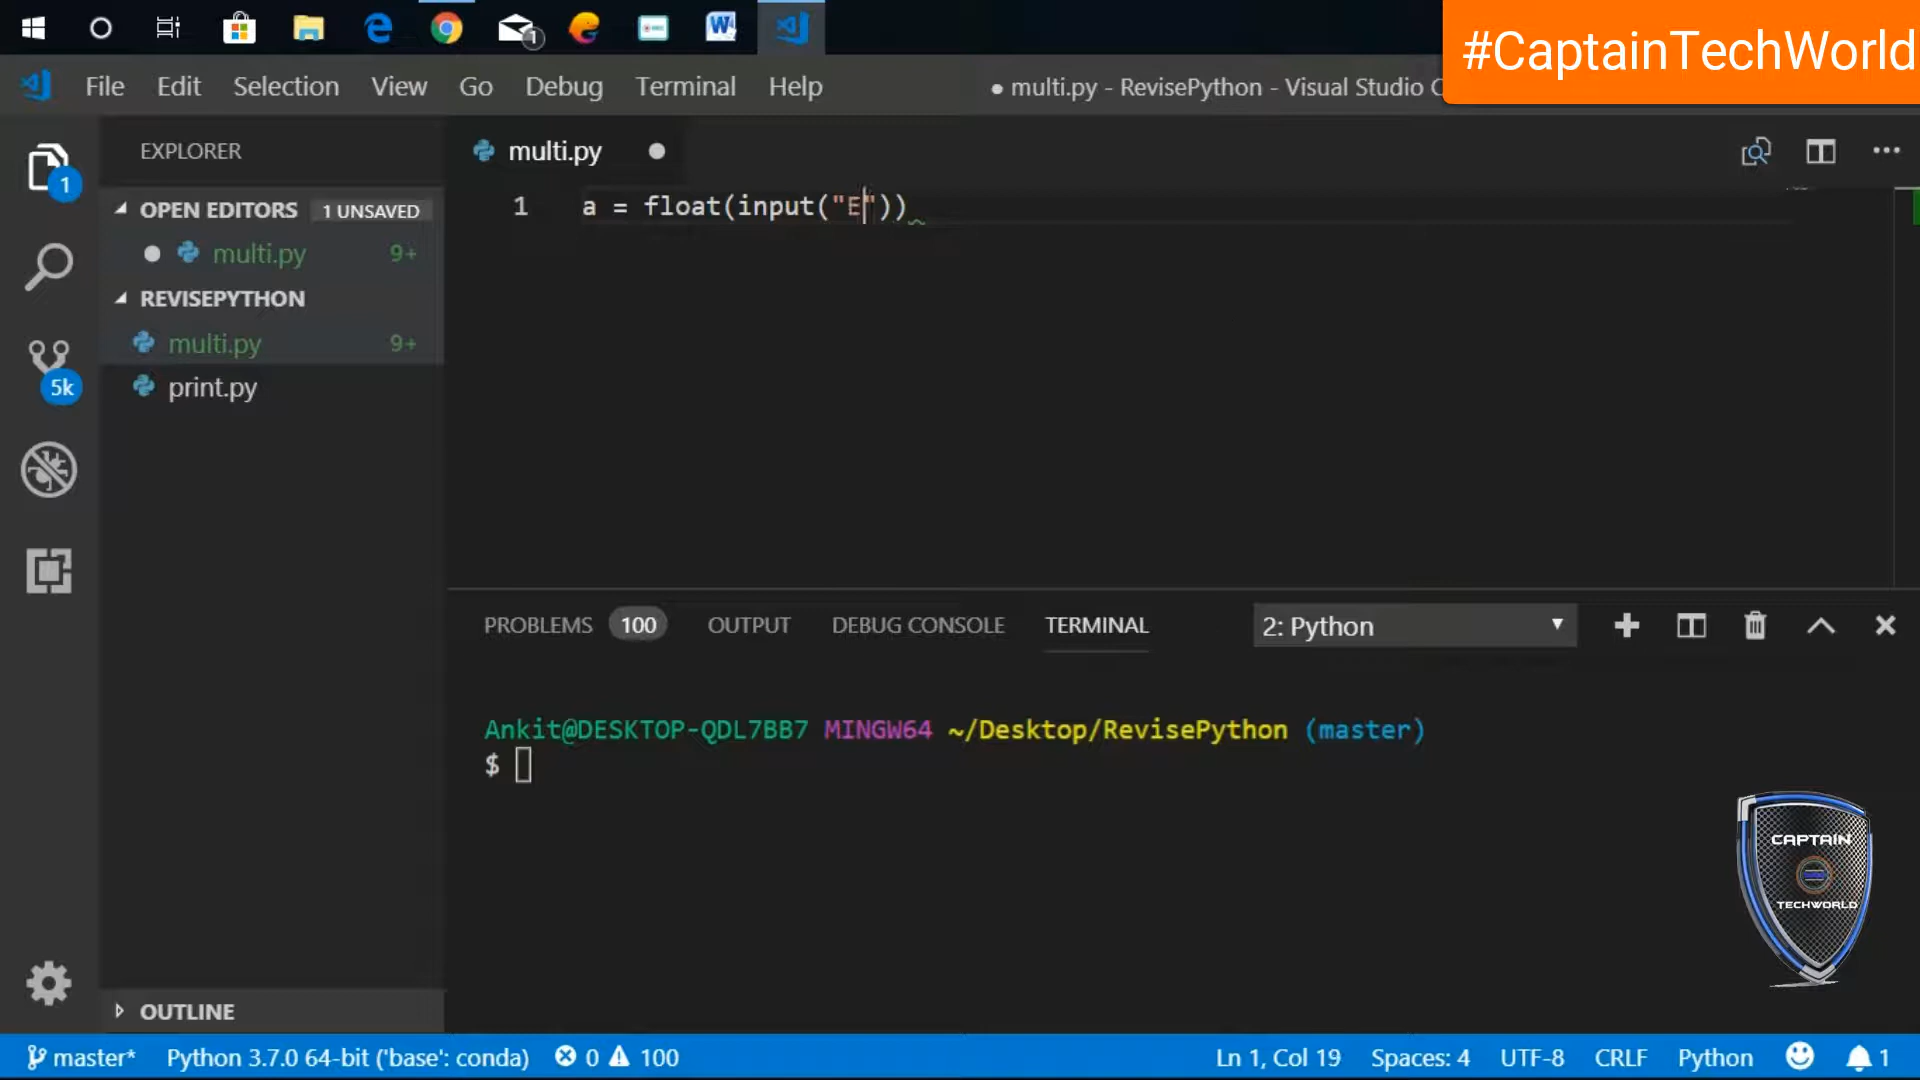 #CaptainTechWorld
1
W
File Edit Selection View Go Debug Terminal Help
● multi.py - RevisePython - Visual Studio C
EXPLORER
multi.py
1
OPEN EDITORS 1 UNSAVED
multi.py 9+
REVISEPYTHON
multi.py 9+
print.py
5k
OUTLINE
1 a = float(input("E"))
PROBLEMS 100 OUTPUT DEBUG CONSOLE TERMINAL 2: Python
Ankit@DESKTOP-QDL7BB7 MINGW64 ~/Desktop/RevisePython (master)
$
CAPTAIN
TECHWORLD
master* Python 3.7.0 64-bit ('base': conda) 0 100 Ln 1, Col 19 Spaces: 4 UTF-8 CRLF Python 1